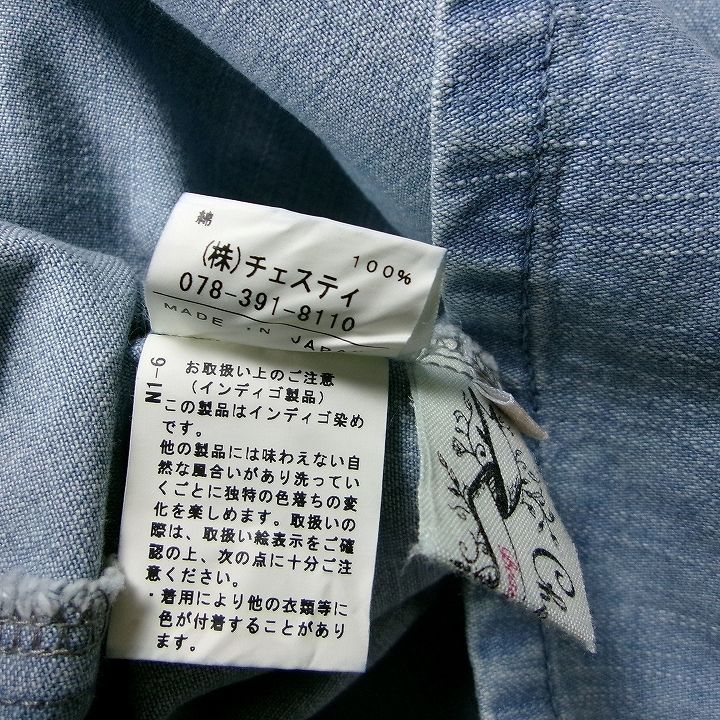 綿 100%
(株)チェスティ
078-391-8110
MADE IN JAPAN
N1-6
お取扱い上のご注意
(インディゴ製品)
この製品はインディゴ染め
です。
他の製品には味わえない自
然な風合いがあり洗ってい
くごとに独特の色落ちの変
化を楽しめます。取扱いの
際は、取扱い絵表示をご確
認の上、次の点に十分ご注
意ください。
・着用により他の衣類等に
色が付着することがあり
ます。